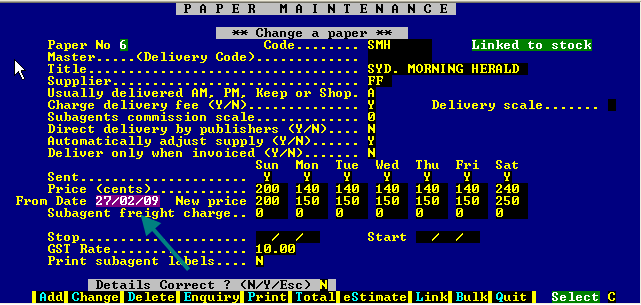 PAPER MAINTENANCE
** Change a paper **
Paper No 6 Code........ SMH Linked to stock
Master.....(Delivery Code)..............
Title................................... SYD. MORNING HERALD
Supplier................................ FF
Usually delivered AM, PM, Keep or Shop. A
Charge delivery fee (Y/N)............... Y Delivery scale.......
Subagents commission scale.............. 0
Direct delivery by publishers (Y/N).... N
Automatically adjust supply (Y/N)...... Y
Deliver only when invoiced (Y/N)....... N
Sun Mon Tue Wed Thu Fri Sat
Sent..................... Y Y Y Y Y Y Y
Price (cents)............ 200 140 140 140 140 140 240
From Date 27/02/09 New price 200 150 150 150 150 150 250
Subagent freight charge.. 0 0 0 0 0 0 0
Stop..................... / / Start / /
GST Rate................. 10.00
Print subagent labels.... N
Details Correct ? (N/Y/Esc) N
Add Change Delete Enquiry Print Total eStimate Link Bulk Quit Select C